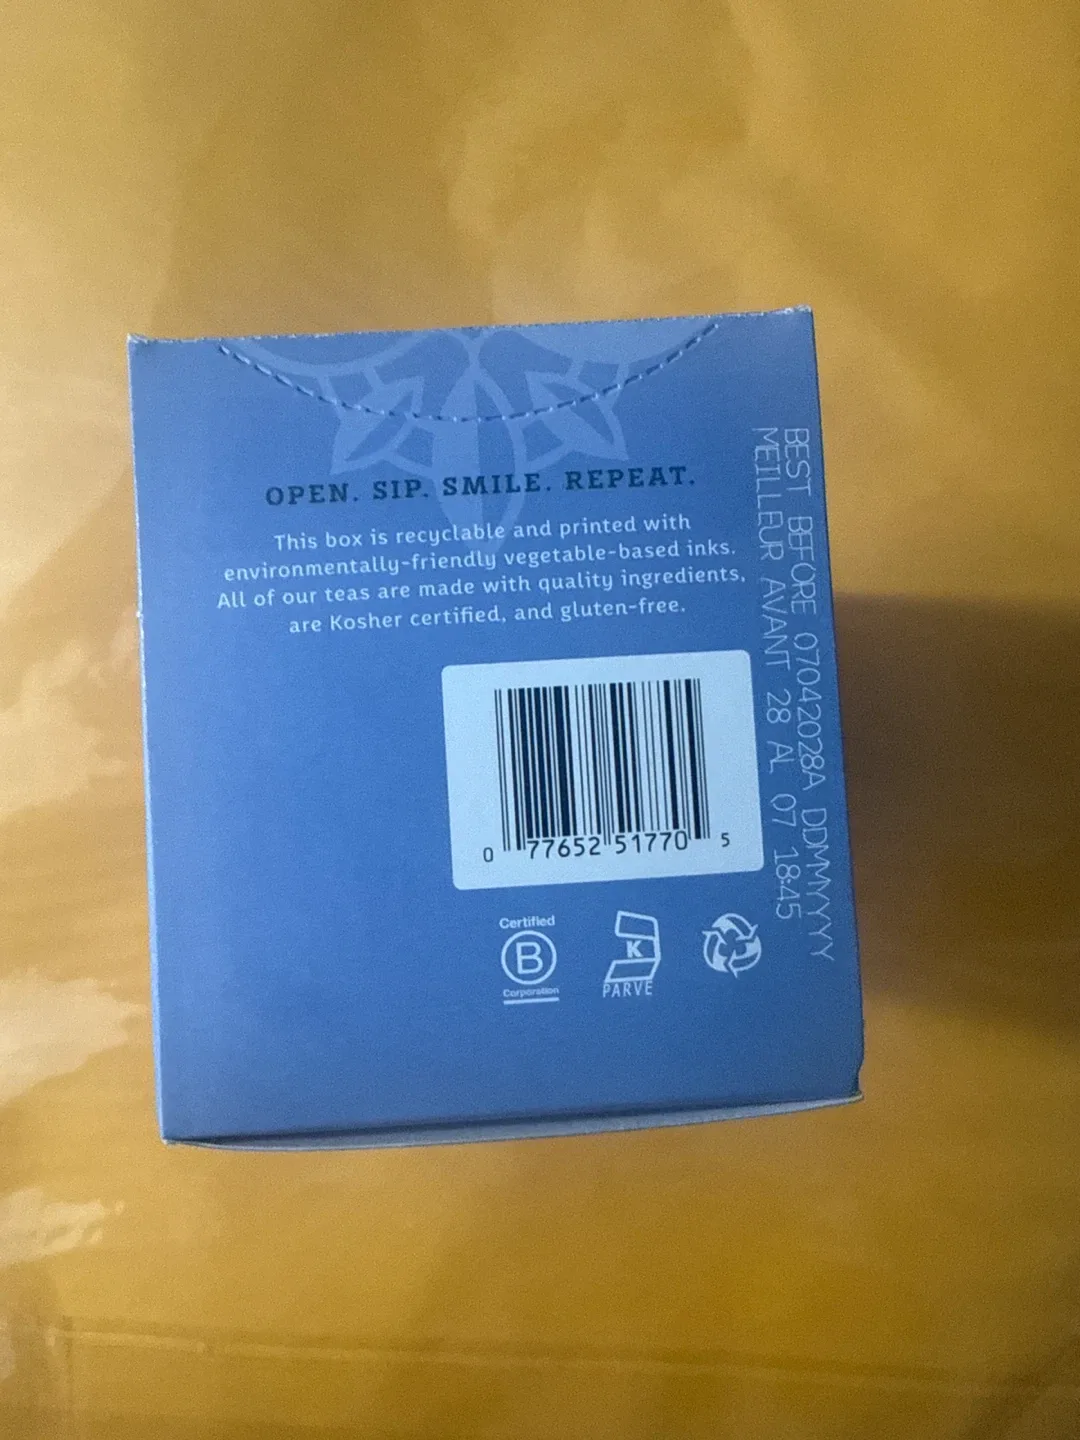 OPEN. SIP. SMILE. REPEAT.
This box is recyclable and printed with
environmentally-friendly vegetable-based inks.
All of our teas are made with quality ingredients,
are Kosher certified, and gluten-free.
BEST BEFORE 07042028A DDMMYYYY
MEILLEUR AVANT 28 AL 07 18:45
0 77652 51770 5
Certified
B
Corporation
K
PARVE